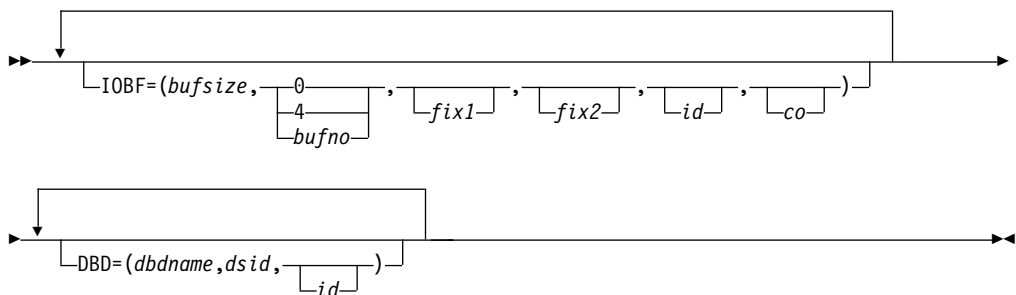 IOBF=(bufsize, 0 , fix1 , fix2 , id , co )
4
bufno
DBD=(dbdname,dsid, id )